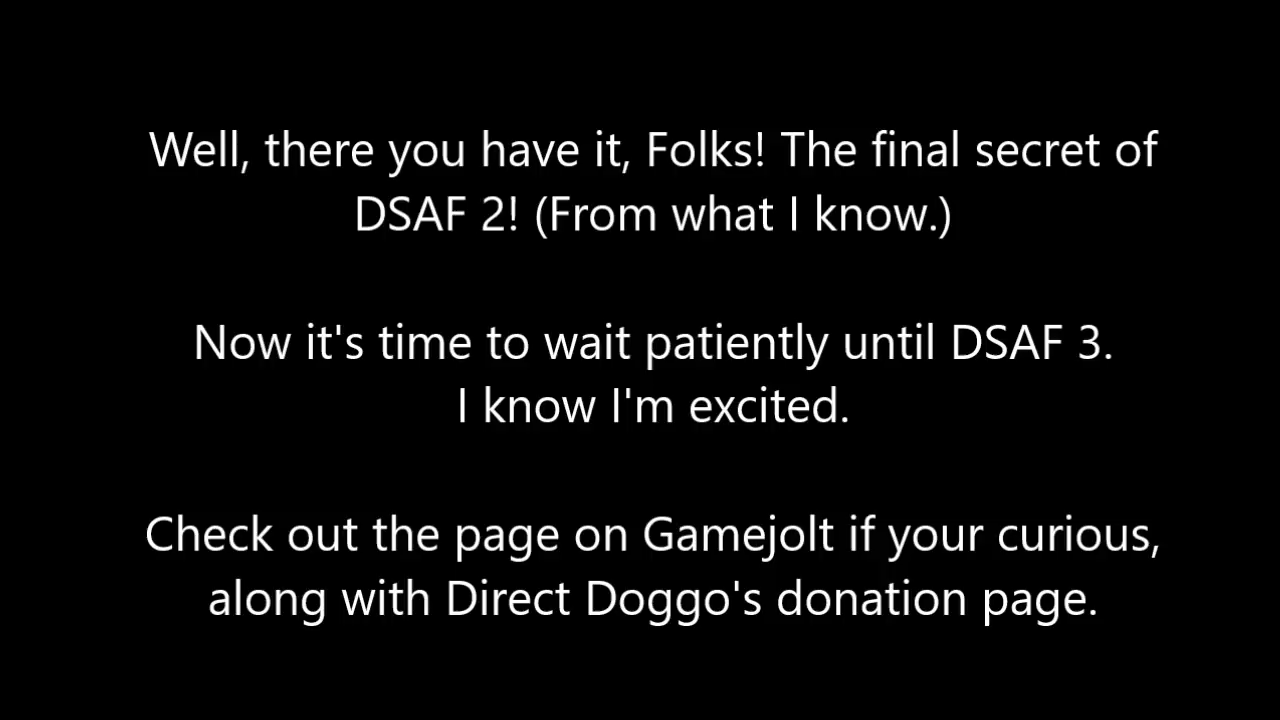 Well, there you have it, Folks! The final secret of
DSAF 2! (From what I know.)
Now it's time to wait patiently until DSAF 3.
I know I'm excited.
Check out the page on Gamejolt if your curious,
along with Direct Doggo's donation page.